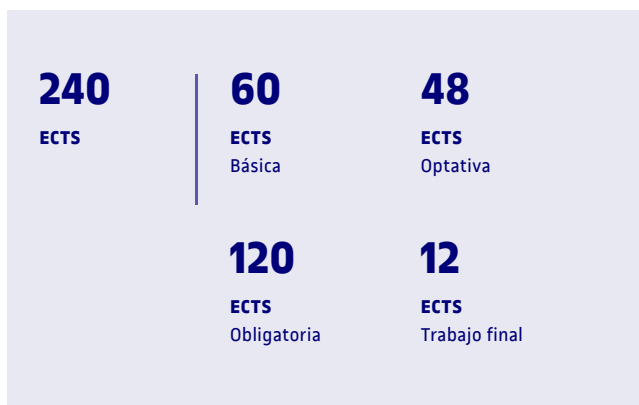 240
ECTS
60
ECTS
Básica
48
ECTS
Optativa
120
ECTS
Obligatoria
12
ECTS
Trabajo final